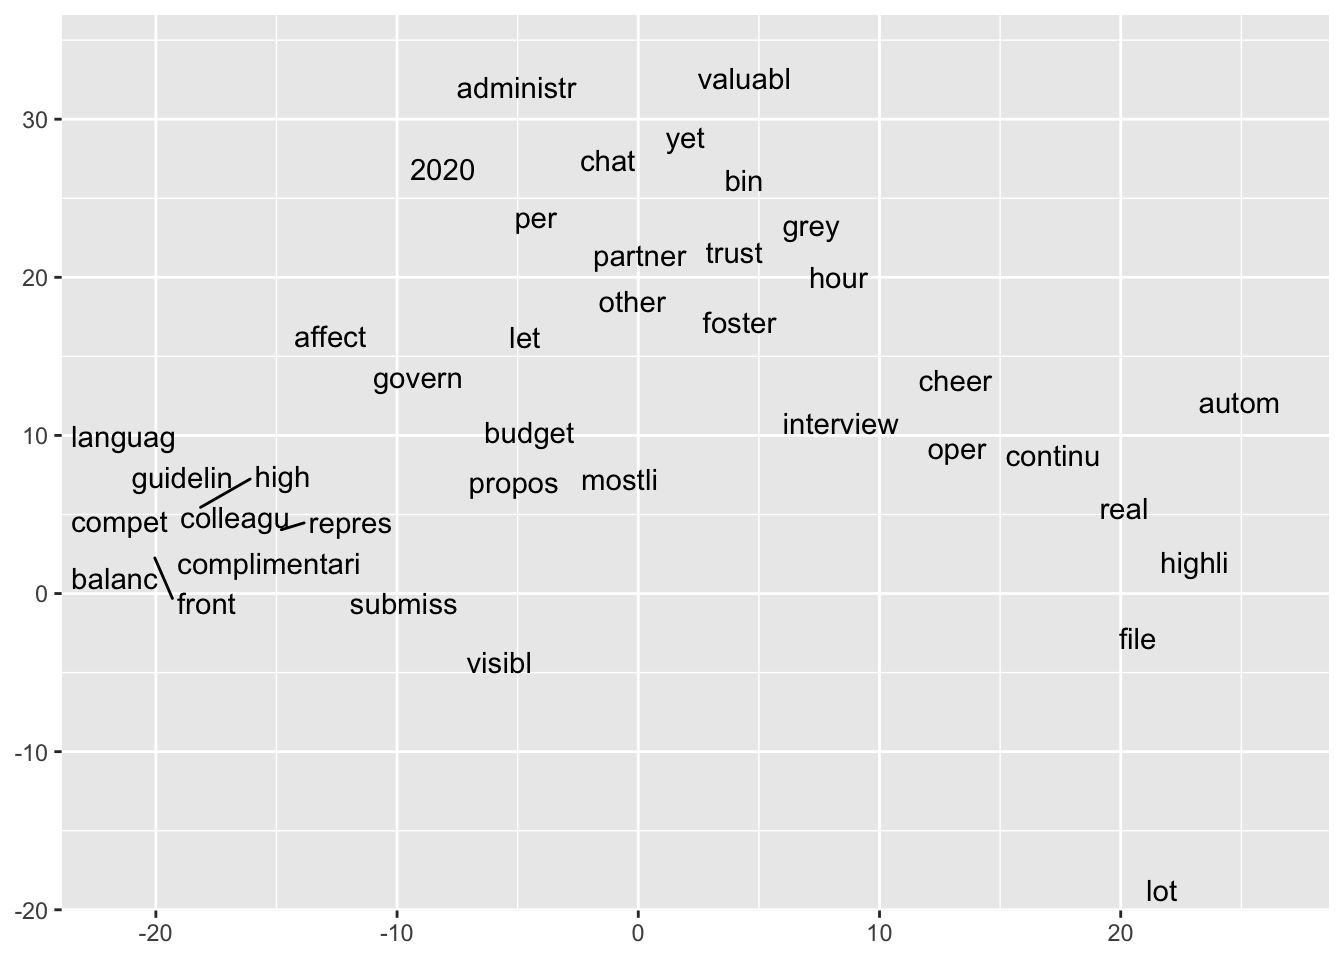 valuabl
administr
30
yet
chat
2020
bin
per
grey
trust
partner
20
hour
other
foster
affect
let
govern
cheer
autom
interview
10
languag
budget
oper
continu
guidelin
high
propos
mostli
real
compet
colleagu
repres
complimentari
highli
balanc
0
front
submiss
file
visibl
-10
lot
-20
-20
-10
0
10
20